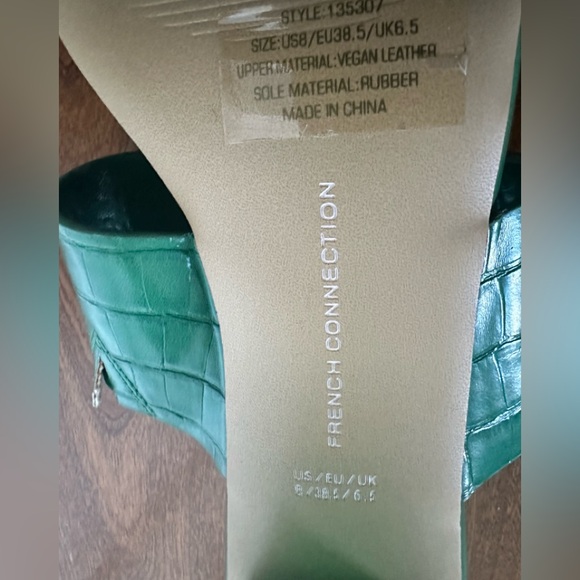 STYLE:135307
SIZE:US8/EU38.5/UK6.5
UPPER MATERIAL:VEGAN LEATHER
SOLE MATERIAL:RUBBER
MADE IN CHINA
FRENCH CONNECTION
US/EU/UK
8/38.5/6.5